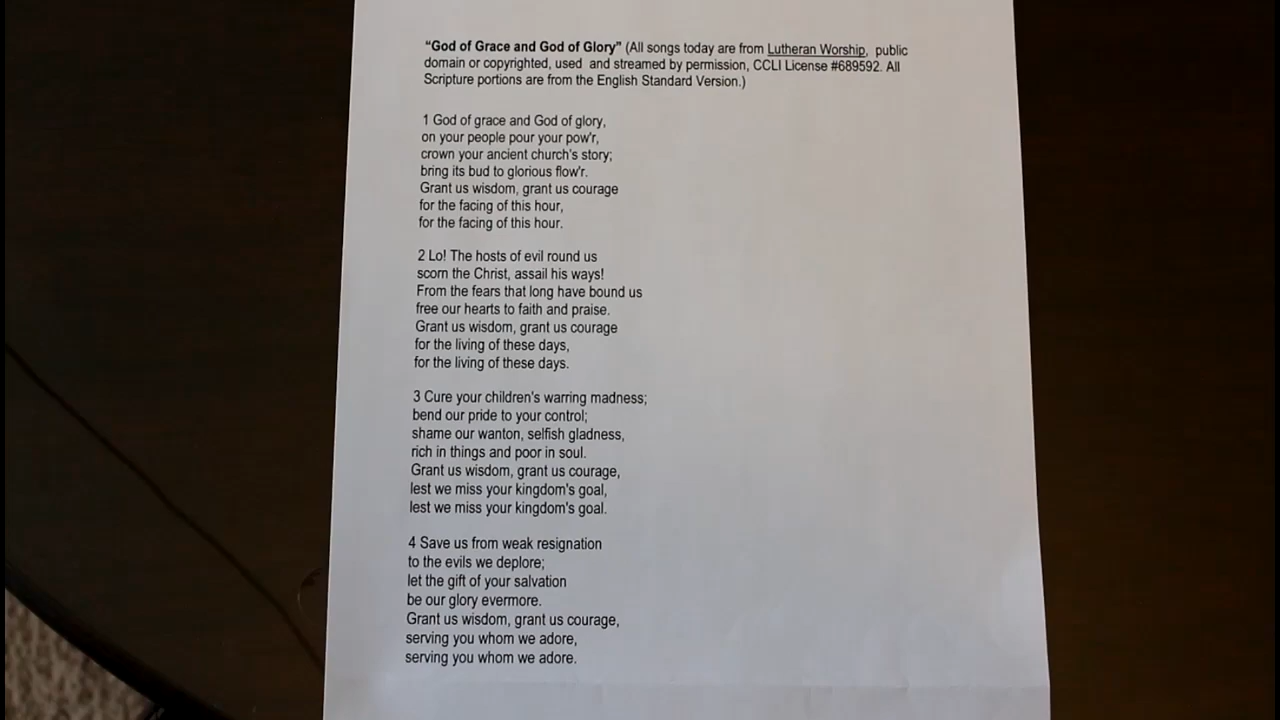 “God of Grace and God of Glory” (All songs today are from Lutheran Worship, public
domain or copyrighted, used and streamed by permission, CCLI License #689592. All
Scripture portions are from the English Standard Version.)
1 God of grace and God of glory,
on your people pour your pow'r,
crown your ancient church's story;
bring its bud to glorious flow'r.
Grant us wisdom, grant us courage
for the facing of this hour,
for the facing of this hour.
2 Lo! The hosts of evil round us
scorn the Christ, assail his ways!
From the fears that long have bound us
free our hearts to faith and praise.
Grant us wisdom, grant us courage
for the living of these days,
for the living of these days.
3 Cure your children's warring madness;
bend our pride to your control;
shame our wanton, selfish gladness,
rich in things and poor in soul.
Grant us wisdom, grant us courage,
lest we miss your kingdom's goal,
lest we miss your kingdom's goal.
4 Save us from weak resignation
to the evils we deplore;
let the gift of your salvation
be our glory evermore.
Grant us wisdom, grant us courage,
serving you whom we adore,
serving you whom we adore.